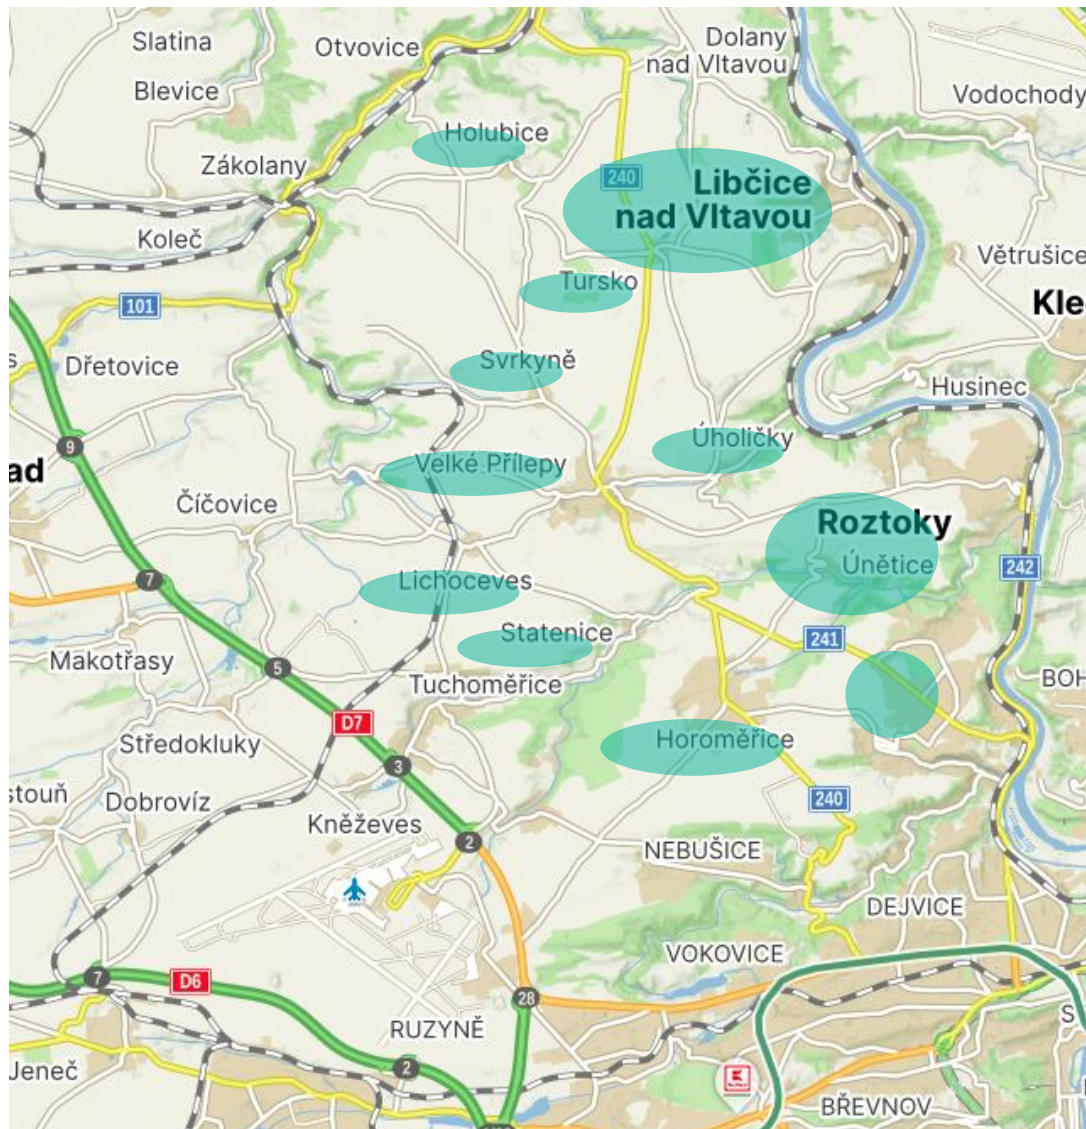 Slatina
Otvovice
Dolany
nad Vltavou
Blevice
Vodochody
Holubice
Zákolany
240
Libčice
nad Vltavou
Koleč
Větrušice
Tursko
101
Kle
s
Dřetovice
Svrkyně
Husinec
9
Úholičky
ad
Velké Přílepy
Číčovice
Roztoky
Únětice
242
7
Lichoceves
Statenice
241
Makotřasy
5
Tuchoměřice
BOH
D7
Středokluky
3
Horoměřice
stouň
Dobrovíz
240
Kněževes
2
NEBUŠICE
DEJVICE
VOKOVICE
7
D6
28
RUZYNĚ
S
Jeneč
2
BŘEVNOV